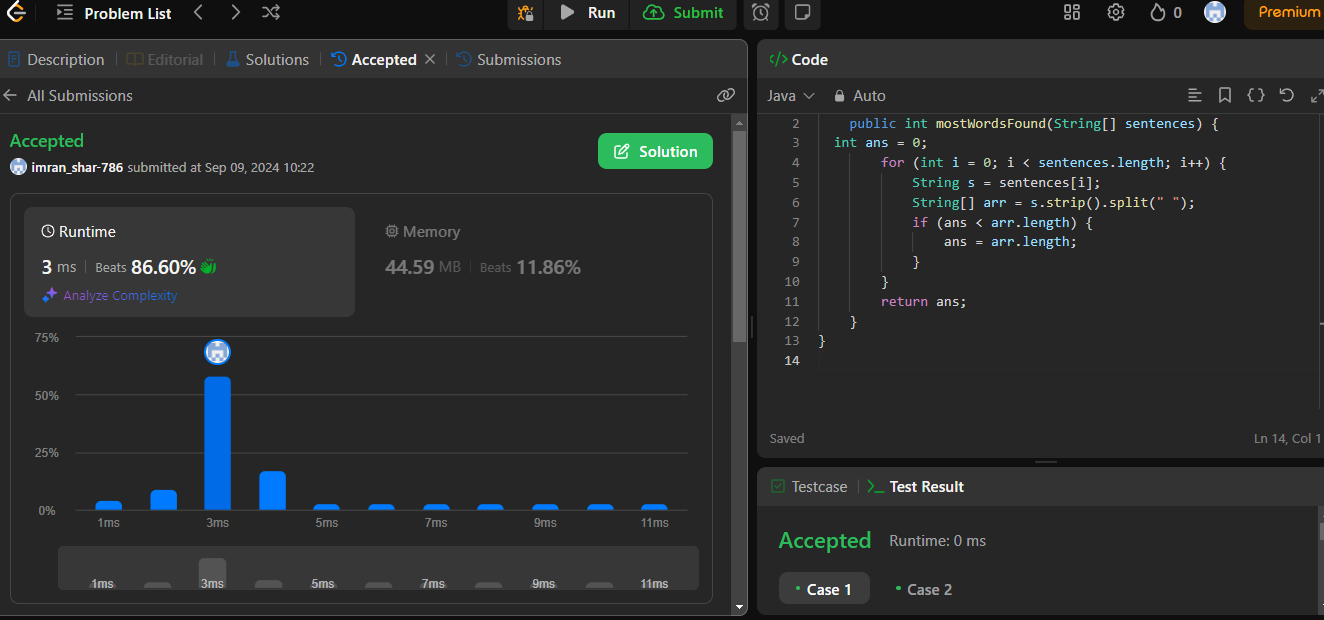 Problem List
Run
Submit
0
Premium
Description
Editorial
Solutions
Accepted
Submissions
All Submissions
Accepted
imran_shar-786 submitted at Sep 09, 2024 10:22
Solution
Runtime
3 ms Beats 86.60%
Analyze Complexity
Memory
44.59 MB Beats 11.86%
75%
50%
25%
0%
1ms 3ms 5ms 7ms 9ms 11ms
1ms 3ms 5ms 7ms 9ms 11ms
</> Code
Java Auto
2 public int mostWordsFound(String[] sentences) {
3 int ans = 0;
4 for (int i = 0; i < sentences.length; i++) {
5 String s = sentences[i];
6 String[] arr = s.strip().split(" ");
7 if (ans < arr.length) {
8 ans = arr.length;
9 }
10 }
11 return ans;
12 }
13 }
14
Saved Ln 14, Col 1
Testcase
>_ Test Result
Accepted Runtime: 0 ms
• Case 1 • Case 2